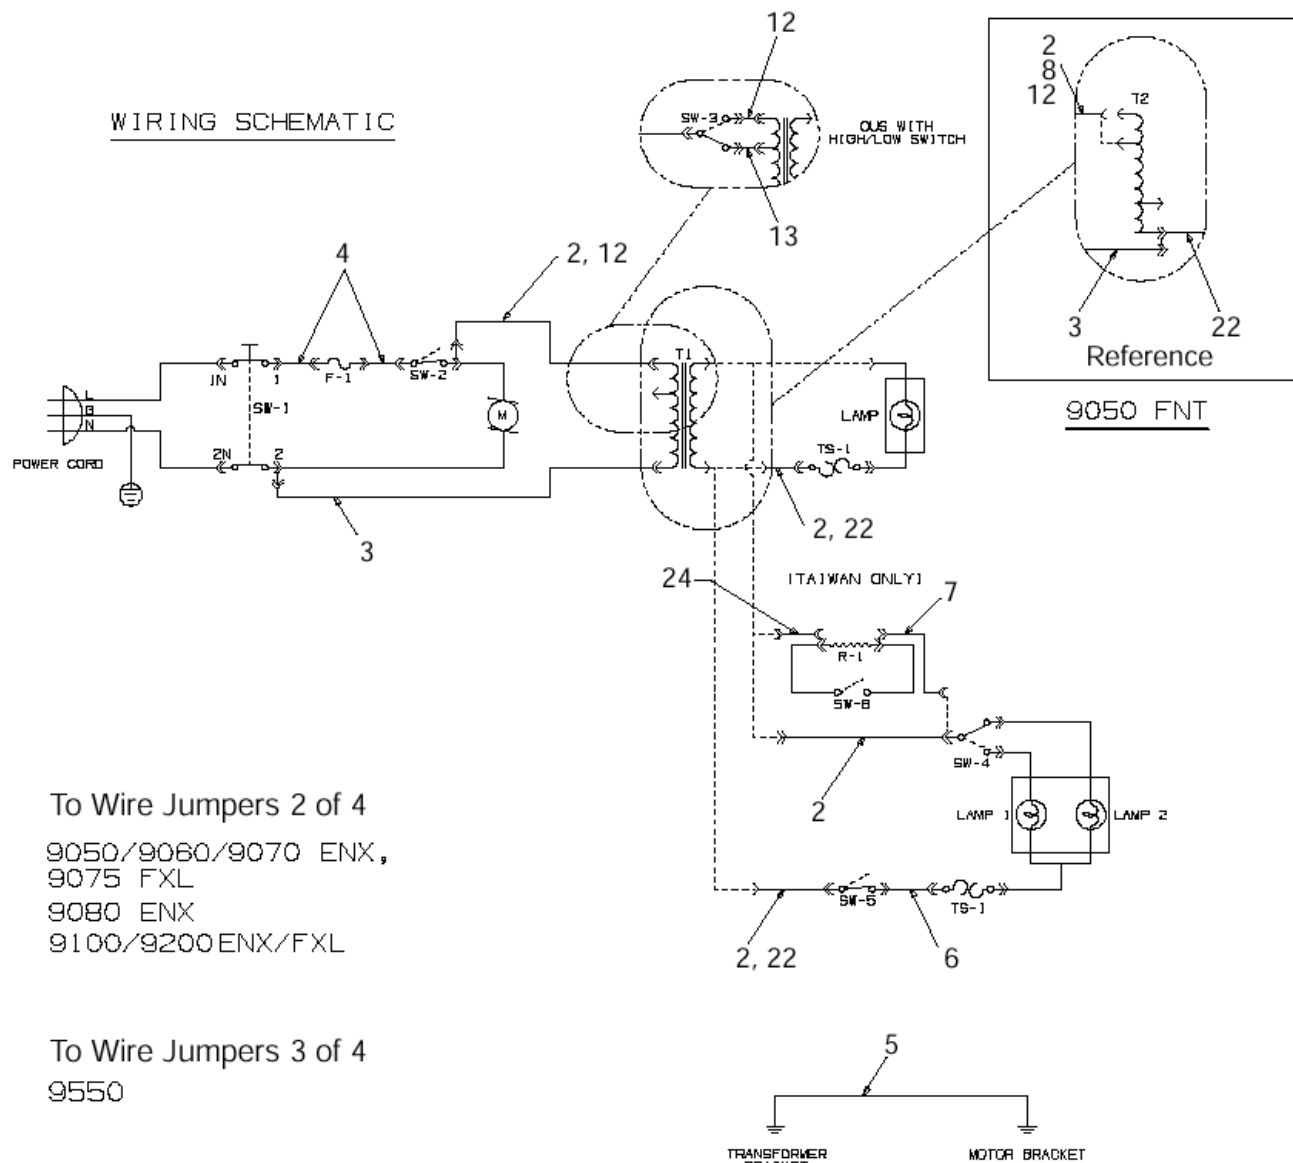 12
2
8
12
T2
WIRING SCHEMATIC
SW-3
OUS WITH
HIGH/LOW SWITCH
13
4
2, 12
3
22
Reference
9050 FNT
T1
1N
1
F-1
SW-2
L
G
N
SW-1
M
LAMP
POWER CORD
2N
2
TS-1
3
2, 22
24
(TAIWAN ONLY)
7
R-1
SW-8
SW-4
2
LAMP 1
LAMP 2
To Wire Jumpers 2 of 4
9050/9060/9070 ENX,
9075 FXL
9080 ENX
9100/9200 ENX/FXL
SW-5
TS-1
2, 22
6
To Wire Jumpers 3 of 4
9550
5
TRANSFORMER
BRACKET
MOTOR BRACKET